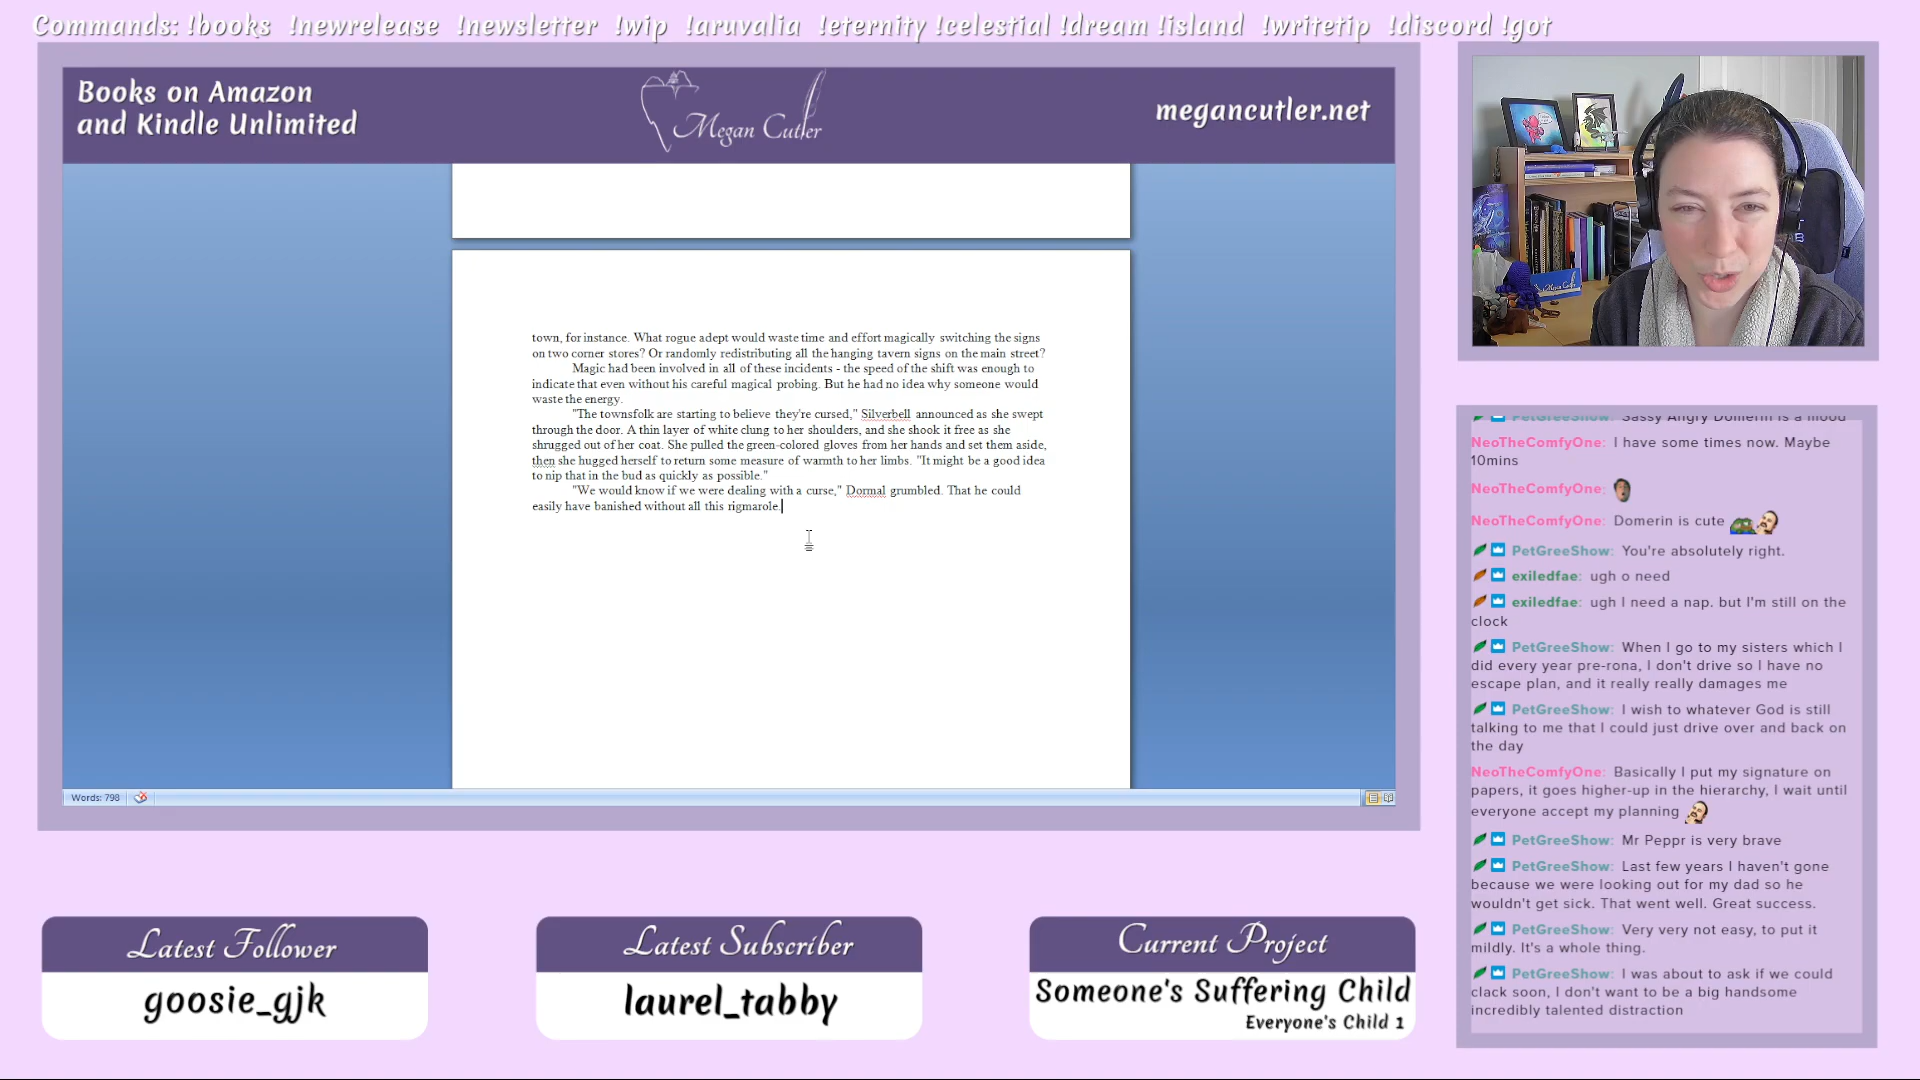 Commands: !books !newrelease !newsletter !wip !aruvalia !eternity !celestial !dream !island !writetip !discord !got
Books on Amazon
and Kindle Unlimited
Megan Cutler
megancutler.net
town, for instance. What rogue adept would waste time and effort magically switching the signs
on two corner stores? Or randomly redistributing all the hanging tavern signs on the main street?
Magic had been involved in all of these incidents - the speed of the shift was enough to
indicate that even without his careful magical probing. But he had no idea why someone would
waste the energy.
"The townsfolk are starting to believe they're cursed," Silverbell announced as she swept
through the door. A thin layer of white clung to her shoulders, and she shook it free as she
shrugged out of her coat. She pulled the green-colored gloves from her hands and set them aside,
then she hugged herself to return some measure of warmth to her limbs. "It might be a good idea
to nip that in the bud as quickly as possible."
"We would know if we were dealing with a curse," Dormal grumbled. That he could
easily have banished without all this rigmarole.
Words: 798
PetGreeShow: Sassy Angry Domerin is a mood
NeoTheComfyOne: I have some times now. Maybe
10mins
NeoTheComfyOne:
NeoTheComfyOne: Domerin is cute
PetGreeShow: You're absolutely right.
exiledfae: ugh o need
exiledfae: ugh I need a nap. but I'm still on the
clock
PetGreeShow: When I go to my sisters which I
did every year pre-rona, I don't drive so I have no
escape plan, and it really really damages me
PetGreeShow: I wish to whatever God is still
talking to me that I could just drive over and back on
the day
NeoTheComfyOne: Basically I put my signature on
papers, it goes higher-up in the hierarchy, I wait until
everyone accept my planning
PetGreeShow: Mr Peppr is very brave
PetGreeShow: Last few years I haven't gone
because we were looking out for my dad so he
wouldn't get sick. That went well. Great success.
PetGreeShow: Very very not easy, to put it
mildly. It's a whole thing.
PetGreeShow: I was about to ask if we could
clack soon, I don't want to be a big handsome
incredibly talented distraction
Latest Follower
goosie_gjk
Latest Subscriber
laurel_tabby
Current Project
Someone's Suffering Child
Everyone's Child 1